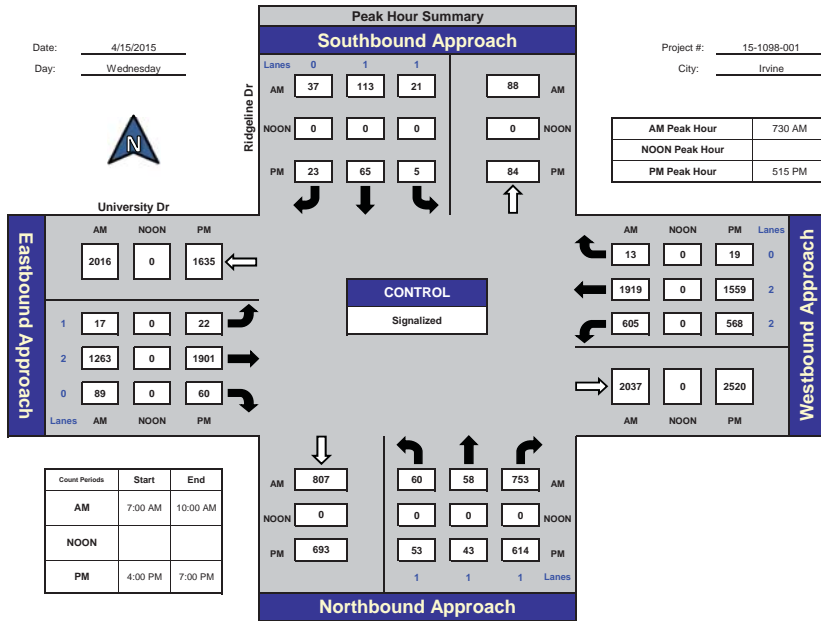 Peak Hour Summary
Southbound Approach
Date: 4/15/2015
Day: Wednesday
Project #: 15-1098-001
City: Irvine
N
Ridgeline Dr
Lanes 0 1 1
AM 37 113 21 88 AM
NOON 0 0 0 0 NOON
PM 23 65 5 84 PM
AM Peak Hour 730 AM
NOON Peak Hour
PM Peak Hour 515 PM
University Dr
Eastbound Approach
AM NOON PM
2016 0 1635
1 17 0 22
2 1263 0 1901
0 89 0 60
Lanes AM NOON PM
CONTROL
Signalized
AM NOON PM Lanes
13 0 19 0
1919 0 1559 2
605 0 568 2
2037 0 2520
AM NOON PM
Westbound Approach
Count Periods Start End
AM 7:00 AM 10:00 AM
NOON
PM 4:00 PM 7:00 PM
AM 807 60 58 753 AM
NOON 0 0 0 0 NOON
PM 693 53 43 614 PM
1 1 1 Lanes
Northbound Approach